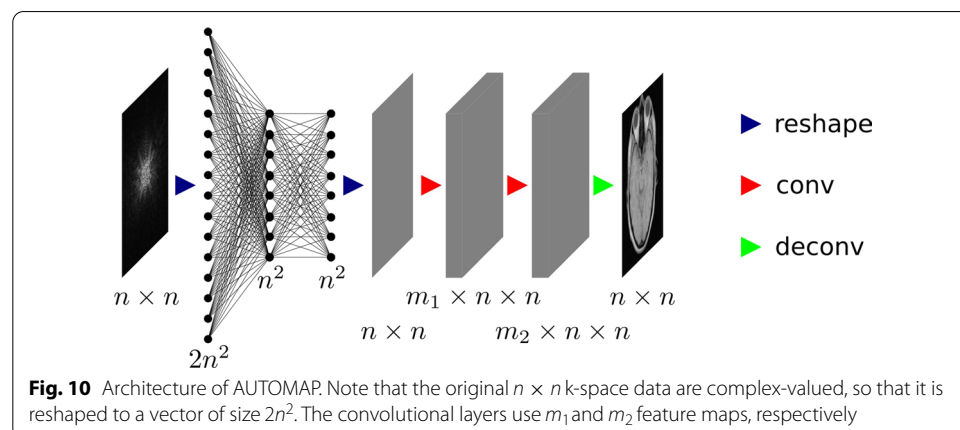 reshape
conv
deconv
n × n
2n²
n²
n²
n × n
m₁ × n × n
m₂ × n × n
n × n
Fig. 10 Architecture of AUTOMAP. Note that the original n × n k-space data are complex-valued, so that it is
reshaped to a vector of size 2n². The convolutional layers use m₁ and m₂ feature maps, respectively